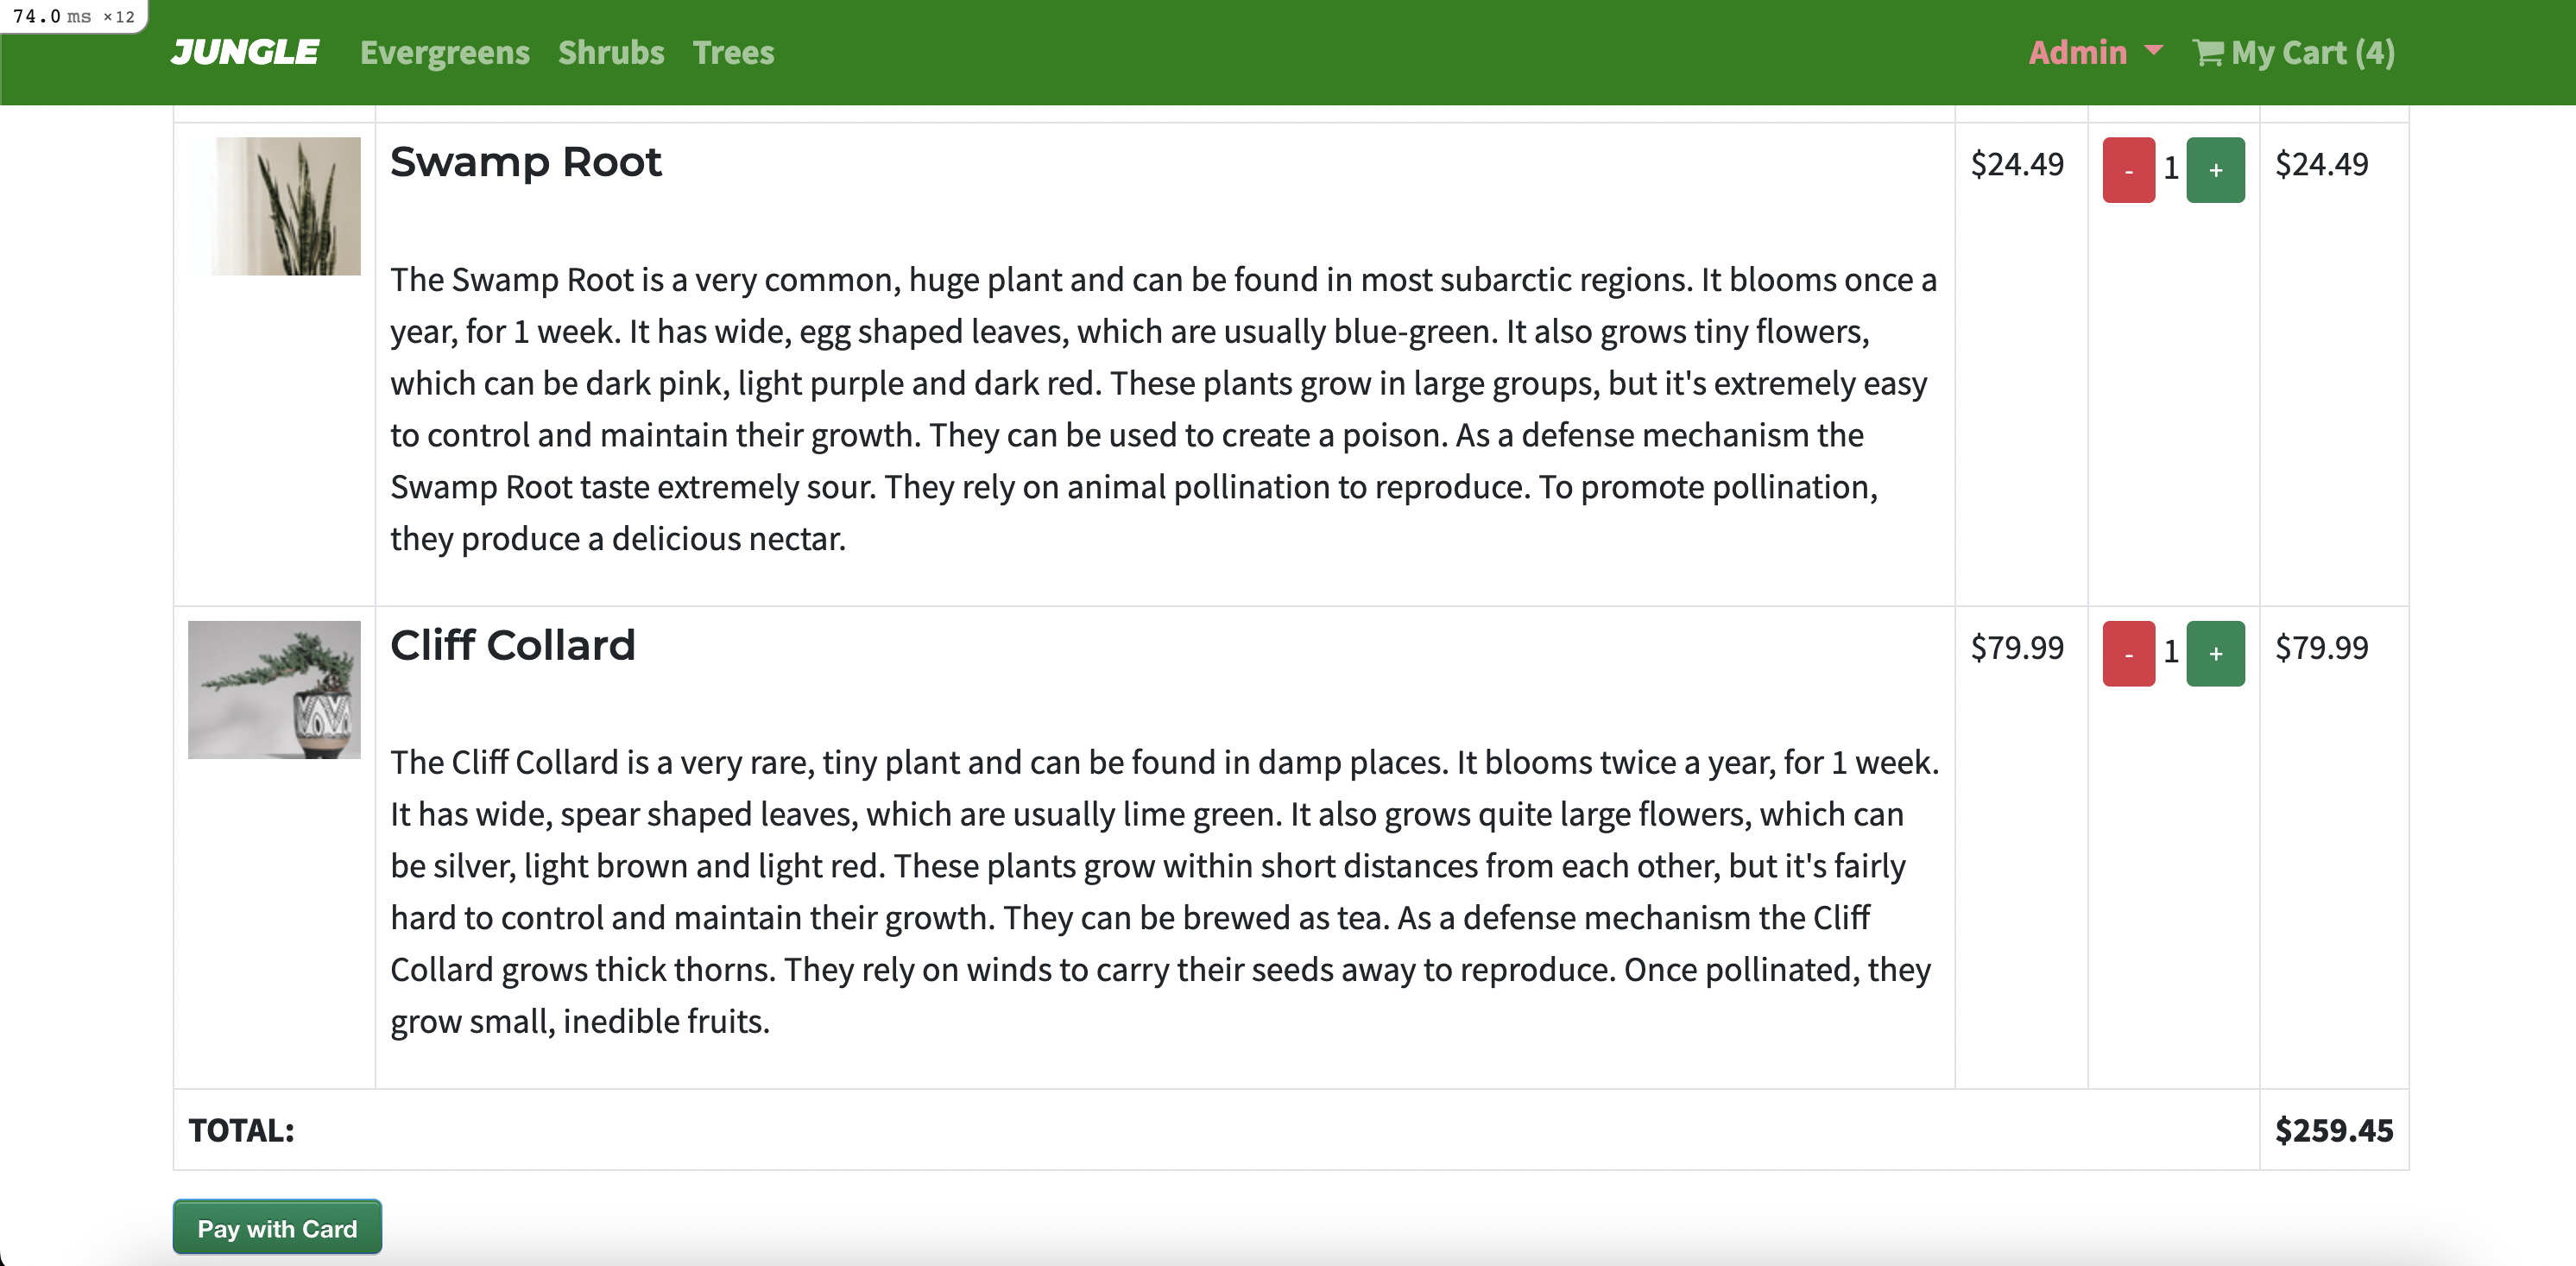 74.0 ms ×12
JUNGLE Evergreens Shrubs Trees Admin My Cart (4)
Swamp Root $24.49 - 1 + $24.49
The Swamp Root is a very common, huge plant and can be found in most subarctic regions. It blooms once a
year, for 1 week. It has wide, egg shaped leaves, which are usually blue-green. It also grows tiny flowers,
which can be dark pink, light purple and dark red. These plants grow in large groups, but it's extremely easy
to control and maintain their growth. They can be used to create a poison. As a defense mechanism the
Swamp Root taste extremely sour. They rely on animal pollination to reproduce. To promote pollination,
they produce a delicious nectar.
Cliff Collard $79.99 - 1 + $79.99
The Cliff Collard is a very rare, tiny plant and can be found in damp places. It blooms twice a year, for 1 week.
It has wide, spear shaped leaves, which are usually lime green. It also grows quite large flowers, which can
be silver, light brown and light red. These plants grow within short distances from each other, but it's fairly
hard to control and maintain their growth. They can be brewed as tea. As a defense mechanism the Cliff
Collard grows thick thorns. They rely on winds to carry their seeds away to reproduce. Once pollinated, they
grow small, inedible fruits.
TOTAL: $259.45
Pay with Card